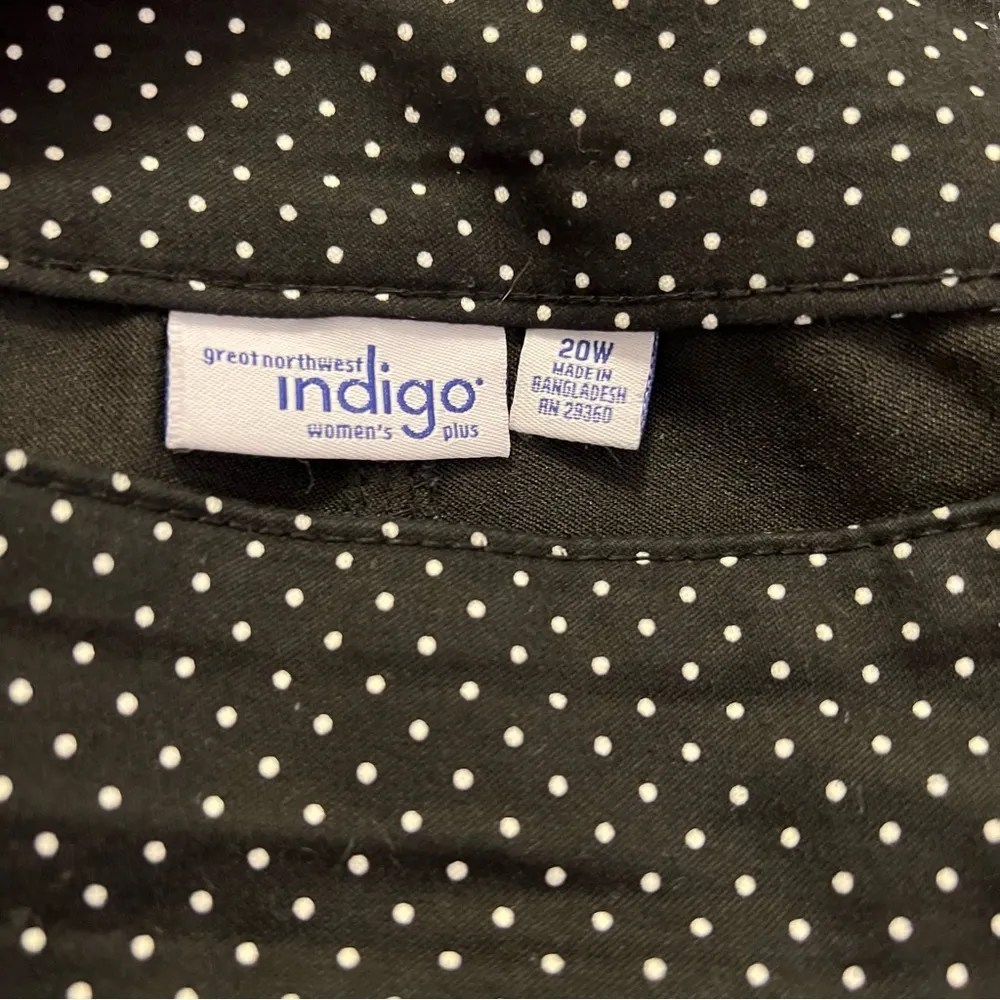 great northwest
indigo
women's plus
20W
MADE IN
BANGLADESH
RN 29360